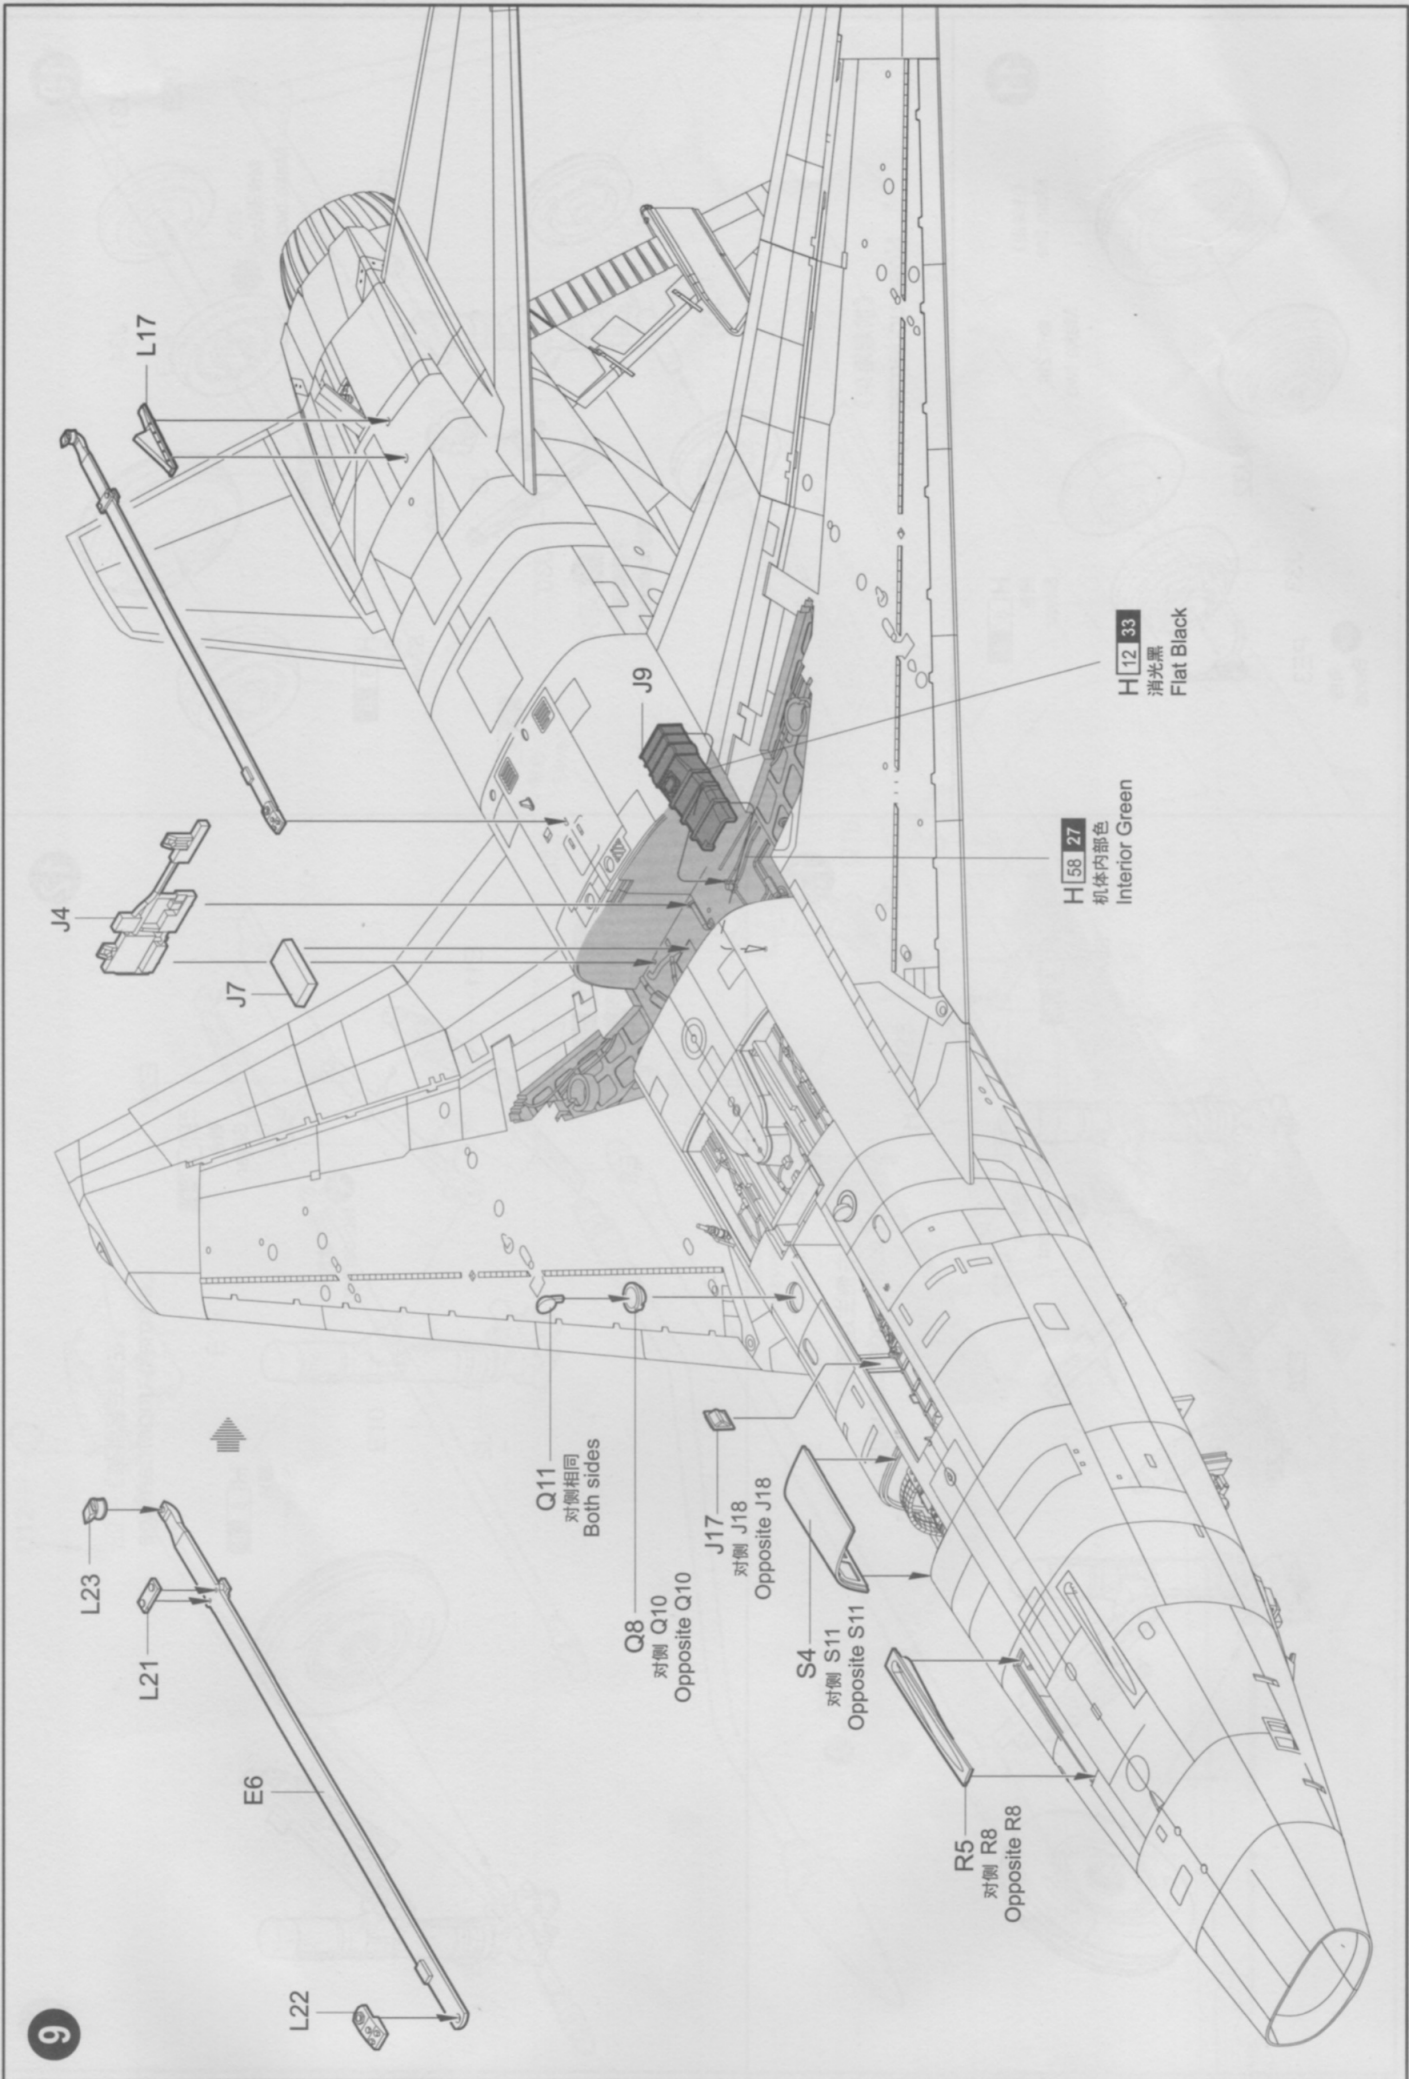 9
L22
E6
L21
L23
J4
J7
L17
Q11
对侧相同
Both sides
Q8
对侧 Q10
Opposite Q10
J17
对侧 J18
Opposite J18
S4
对侧 S11
Opposite S11
R5
对侧 R8
Opposite R8
J9
H 58 27
机体内部色
Interior Green
H 12 33
消光黑
Flat Black